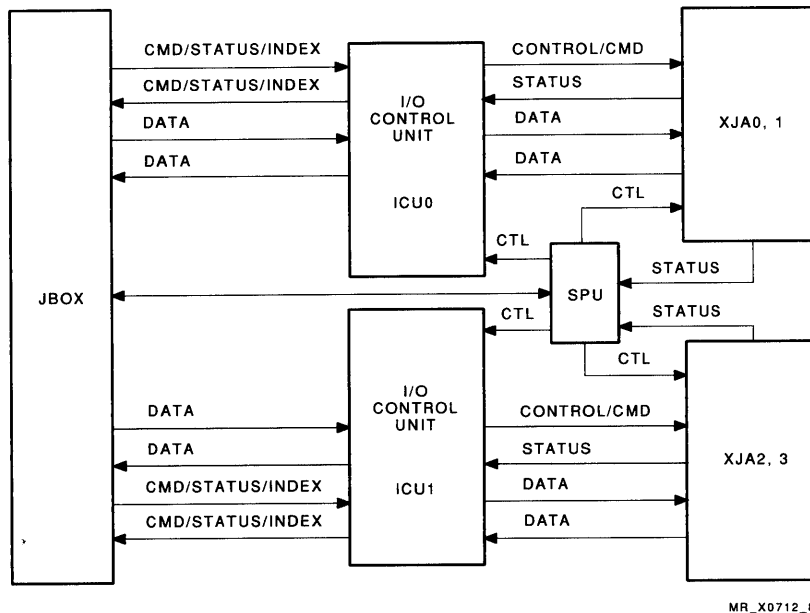 CMD/STATUS/INDEX
CMD/STATUS/INDEX
DATA
DATA
I/O
CONTROL
UNIT
ICU0
CONTROL/CMD
STATUS
DATA
DATA
XJA0, 1
CTL
CTL
STATUS
JBOX
SPU
CTL
STATUS
CTL
I/O
CONTROL
UNIT
ICU1
DATA
DATA
CMD/STATUS/INDEX
CMD/STATUS/INDEX
CONTROL/CMD
STATUS
DATA
DATA
XJA2, 3